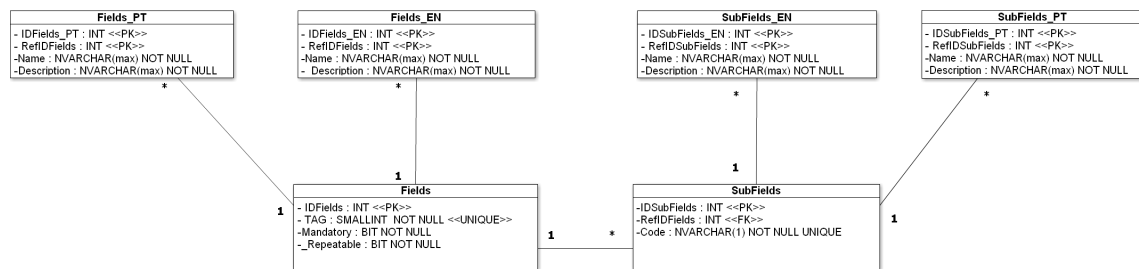 Fields_PT
- IDFields_PT : INT <<PK>>
- RefIDFields : INT <<PK>>
-Name : NVARCHAR(max) NOT NULL
-Description : NVARCHAR(max) NOT NULL
Fields_EN
- IDFields_EN : INT <<PK>>
- RefIDFields : INT <<PK>>
-Name : NVARCHAR(max) NOT NULL
- _Description : NVARCHAR(max) NOT NULL
SubFields_EN
- IDSubFields_EN : INT <<PK>>
- RefIDSubFields : INT <<PK>>
-Name : NVARCHAR(max) NOT NULL
-Description : NVARCHAR(max) NOT NULL
SubFields_PT
- IDSubFields_PT : INT <<PK>>
- RefIDSubFields : INT <<PK>>
-Name : NVARCHAR(max) NOT NULL
-Description : NVARCHAR(max) NOT NULL
*
*
*
*
1
1
Fields
- IDFields : INT <<PK>>
- TAG : SMALLINT NOT NULL <<UNIQUE>>
-Mandatory : BIT NOT NULL
-_Repeatable : BIT NOT NULL
SubFields
-IDSubFields : INT <<PK>>
-RefIDFields : INT <<FK>>
-Code : NVARCHAR(1) NOT NULL UNIQUE
1
1
1
*